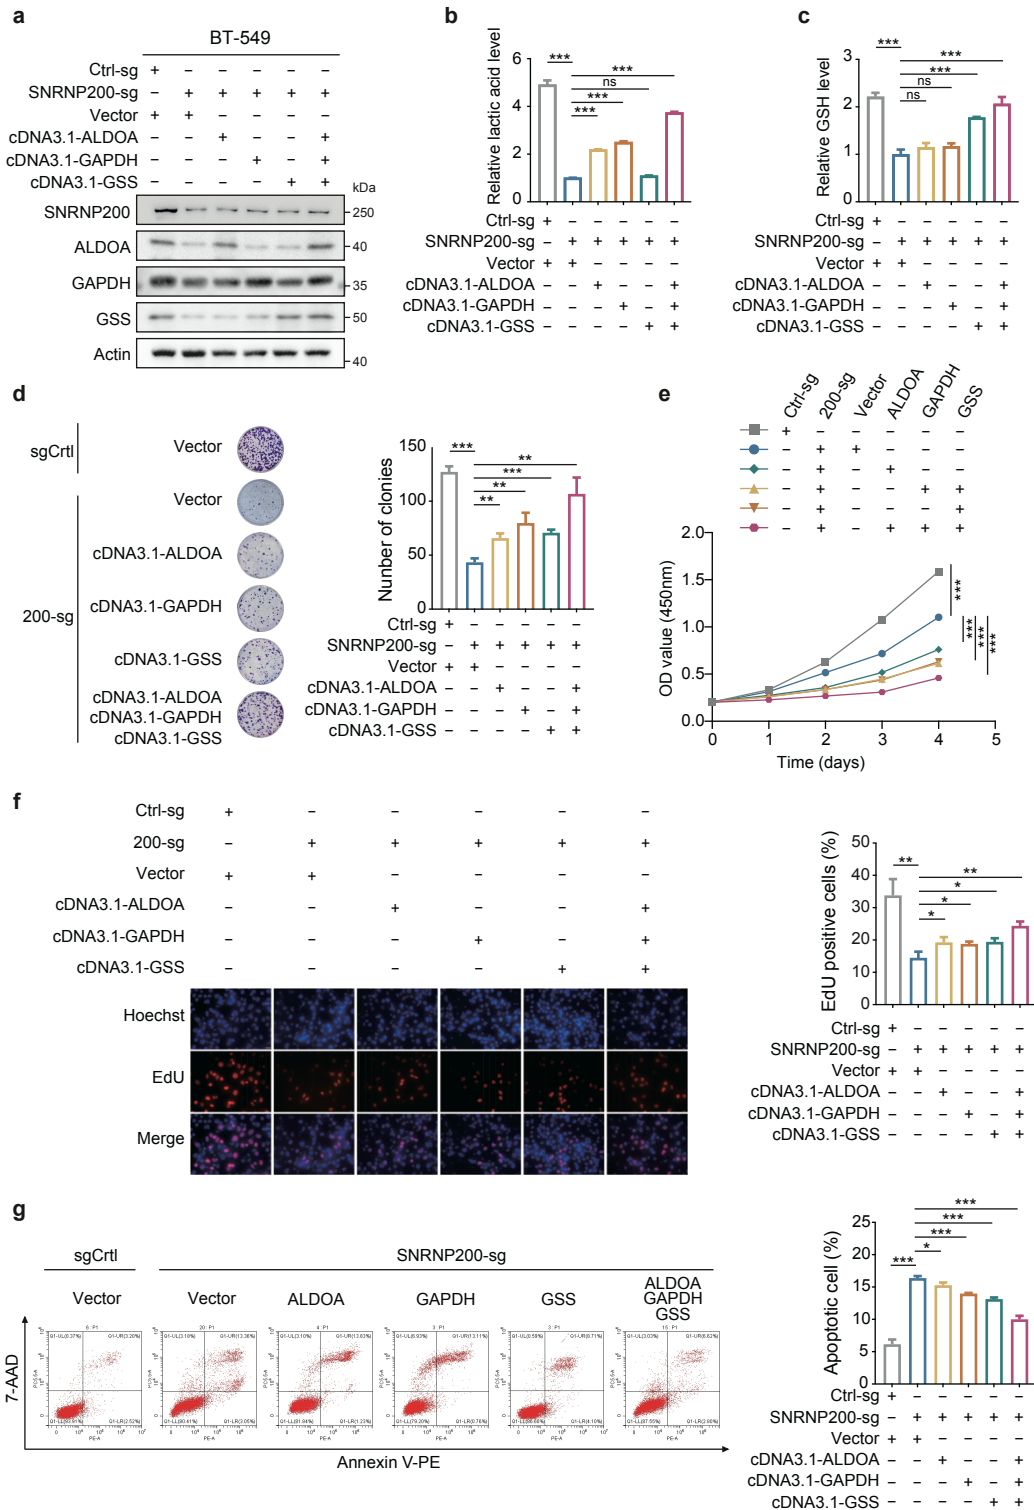 a
BT-549
Ctrl-sg + – – – – –
SNRNP200-sg – + + + + +
Vector + + – – – –
cDNA3.1-ALDOA – – + – – +
cDNA3.1-GAPDH – – – + – +
cDNA3.1-GSS – – – – + +
kDa
SNRNP200 250
ALDOA 40
GAPDH 35
GSS 50
Actin 40
b
Relative lactic acid level
6
4
2
0
***
***
ns
***
***
Ctrl-sg + – – – – –
SNRNP200-sg – + + + + +
Vector + + – – – –
cDNA3.1-ALDOA – – + – – +
cDNA3.1-GAPDH – – – + – +
cDNA3.1-GSS – – – – + +
c
Relative GSH level
3
2
1
0
***
***
***
ns
ns
Ctrl-sg + – – – – –
SNRNP200-sg – + + + + +
Vector + + – – – –
cDNA3.1-ALDOA – – + – – +
cDNA3.1-GAPDH – – – + – +
cDNA3.1-GSS – – – – + +
d
sgCrtl
Vector
200-sg
Vector
cDNA3.1-ALDOA
cDNA3.1-GAPDH
cDNA3.1-GSS
cDNA3.1-ALDOA
cDNA3.1-GAPDH
cDNA3.1-GSS
Number of clonies
150
100
50
0
***
**
***
**
**
Ctrl-sg + – – – – –
SNRNP200-sg – + + + + +
Vector + + – – – –
cDNA3.1-ALDOA – – + – – +
cDNA3.1-GAPDH – – – + – +
cDNA3.1-GSS – – – – + +
e
Ctrl-sg 200-sg Vector ALDOA GAPDH GSS
+ – – – – –
– + + – – –
– + – + – –
– + – – + +
– + – – – +
– + – + + +
OD value (450nm)
2.0
1.5
1.0
0.5
0.0
***
***
***
***
0 1 2 3 4 5
Time (days)
f
Ctrl-sg + – – – – –
200-sg – + + + + +
Vector + + – – – –
cDNA3.1-ALDOA – – + – – +
cDNA3.1-GAPDH – – – + – +
cDNA3.1-GSS – – – – + +
Hoechst
EdU
Merge
EdU positive cells (%)
50
40
30
20
10
0
**
**
*
*
*
Ctrl-sg + – – – – –
SNRNP200-sg – + + + + +
Vector + + – – – –
cDNA3.1-ALDOA – – + – – +
cDNA3.1-GAPDH – – – + – +
cDNA3.1-GSS – – – – + +
g
sgCrtl SNRNP200-sg
Vector Vector ALDOA GAPDH GSS
ALDOA
GAPDH
GSS
7-AAD
Annexin V-PE
Apoptotic cell (%)
25
20
15
10
5
0
***
***
***
***
*
Ctrl-sg + – – – – –
SNRNP200-sg – + + + + +
Vector + + – – – –
cDNA3.1-ALDOA – – + – – +
cDNA3.1-GAPDH – – – + – +
cDNA3.1-GSS – – – – + +